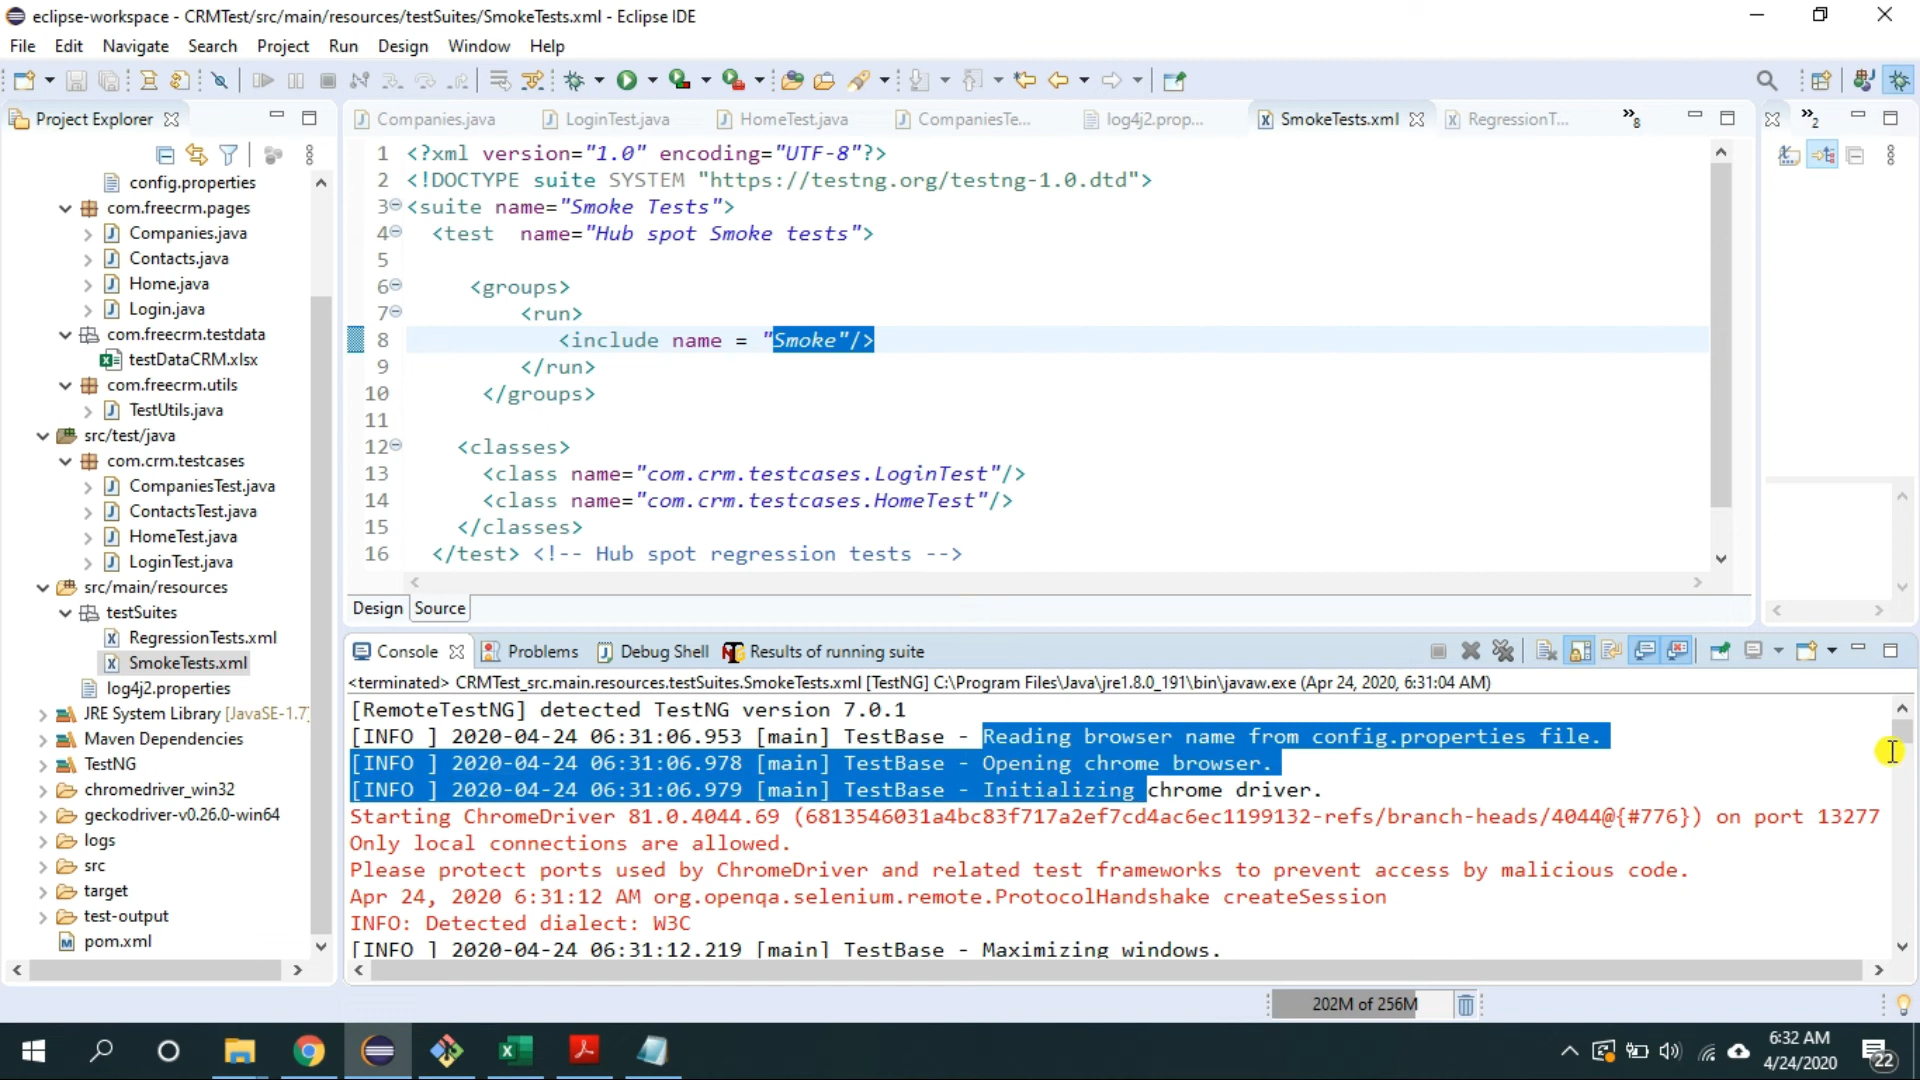 eclipse-workspace - CRMTest/src/main/resources/testSuites/SmokeTests.xml - Eclipse IDE
File Edit Navigate Search Project Run Design Window Help
Project Explorer
config.properties
com.freecrm.pages
Companies.java
Contacts.java
Home.java
Login.java
com.freecrm.testdata
testDataCRM.xlsx
com.freecrm.utils
TestUtils.java
src/test/java
com.crm.testcases
CompaniesTest.java
ContactsTest.java
HomeTest.java
LoginTest.java
src/main/resources
testSuites
RegressionTests.xml
SmokeTests.xml
log4j2.properties
JRE System Library [JavaSE-1.7]
Maven Dependencies
TestNG
chromedriver_win32
geckodriver-v0.26.0-win64
logs
src
target
test-output
pom.xml
Companies.java LoginTest.java HomeTest.java CompaniesTe... log4j2.prop... SmokeTests.xml RegressionT... »8
»2
1 <?xml version="1.0" encoding="UTF-8"?>
2 <!DOCTYPE suite SYSTEM "https://testng.org/testng-1.0.dtd">
3 <suite name="Smoke Tests">
4 <test name="Hub spot Smoke tests">
5
6 <groups>
7 <run>
8 <include name = "Smoke"/>
9 </run>
10 </groups>
11
12 <classes>
13 <class name="com.crm.testcases.LoginTest"/>
14 <class name="com.crm.testcases.HomeTest"/>
15 </classes>
16 </test> <!-- Hub spot regression tests -->
Design Source
Console Problems Debug Shell Results of running suite
<terminated> CRMTest_src.main.resources.testSuites.SmokeTests.xml [TestNG] C:\Program Files\Java\jre1.8.0_191\bin\javaw.exe (Apr 24, 2020, 6:31:04 AM)
[RemoteTestNG] detected TestNG version 7.0.1
[INFO ] 2020-04-24 06:31:06.953 [main] TestBase - Reading browser name from config.properties file.
[INFO ] 2020-04-24 06:31:06.978 [main] TestBase - Opening chrome browser.
[INFO ] 2020-04-24 06:31:06.979 [main] TestBase - Initializing chrome driver.
Starting ChromeDriver 81.0.4044.69 (6813546031a4bc83f717a2ef7cd4ac6ec1199132-refs/branch-heads/4044@{#776}) on port 13277
Only local connections are allowed.
Please protect ports used by ChromeDriver and related test frameworks to prevent access by malicious code.
Apr 24, 2020 6:31:12 AM org.openqa.selenium.remote.ProtocolHandshake createSession
INFO: Detected dialect: W3C
[INFO ] 2020-04-24 06:31:12.219 [main] TestBase - Maximizing windows.
202M of 256M
6:32 AM
4/24/2020
22